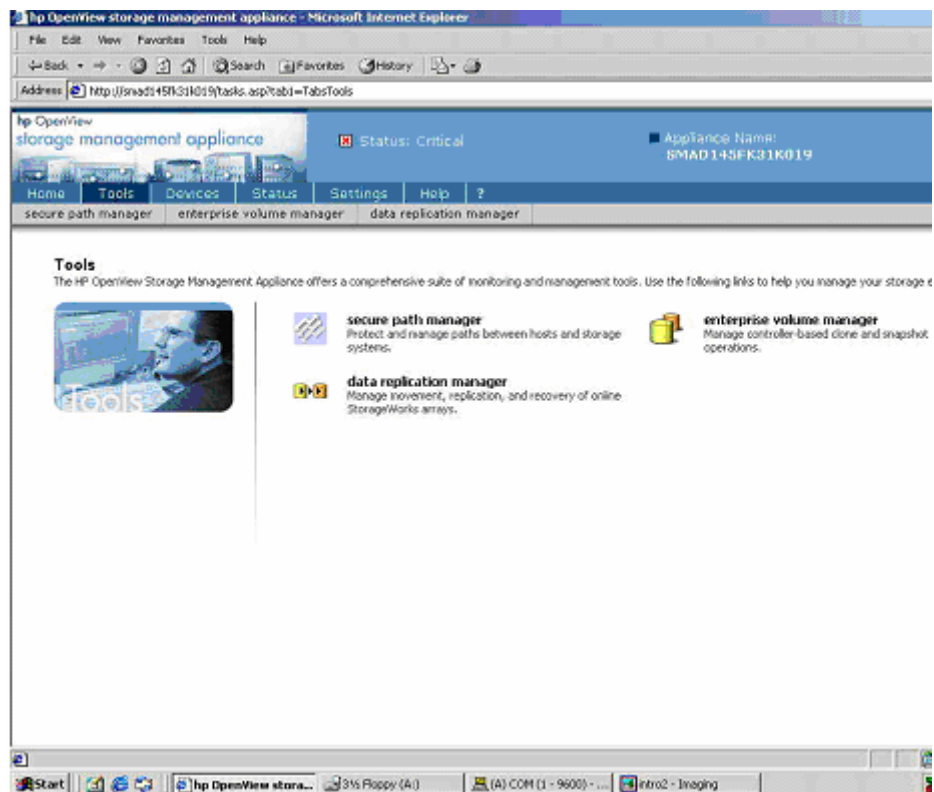 hp OpenView storage management appliance - Microsoft Internet Explorer
File Edit View Favorites Tools Help
Back Search Favorites History
Address http://smad145fk31k019/tasks.asp?tab1=TabsTools
hp OpenView
storage management appliance
Status: Critical
Appliance Name:
SMAD145FK31K019
Home Tools Devices Status Settings Help ?
secure path manager enterprise volume manager data replication manager
Tools
The HP OpenView Storage Management Appliance offers a comprehensive suite of monitoring and management tools. Use the following links to help you manage your storage e
Tools
secure path manager
Protect and manage paths between hosts and storage
systems.
enterprise volume manager
Manage controller-based clone and snapshot
operations.
data replication manager
Manage movement, replication, and recovery of online
StorageWorks arrays.
Start hp OpenView stora... 3½ Floppy (A:) (A) COM (1 - 9600) - ... intro2 - Imaging